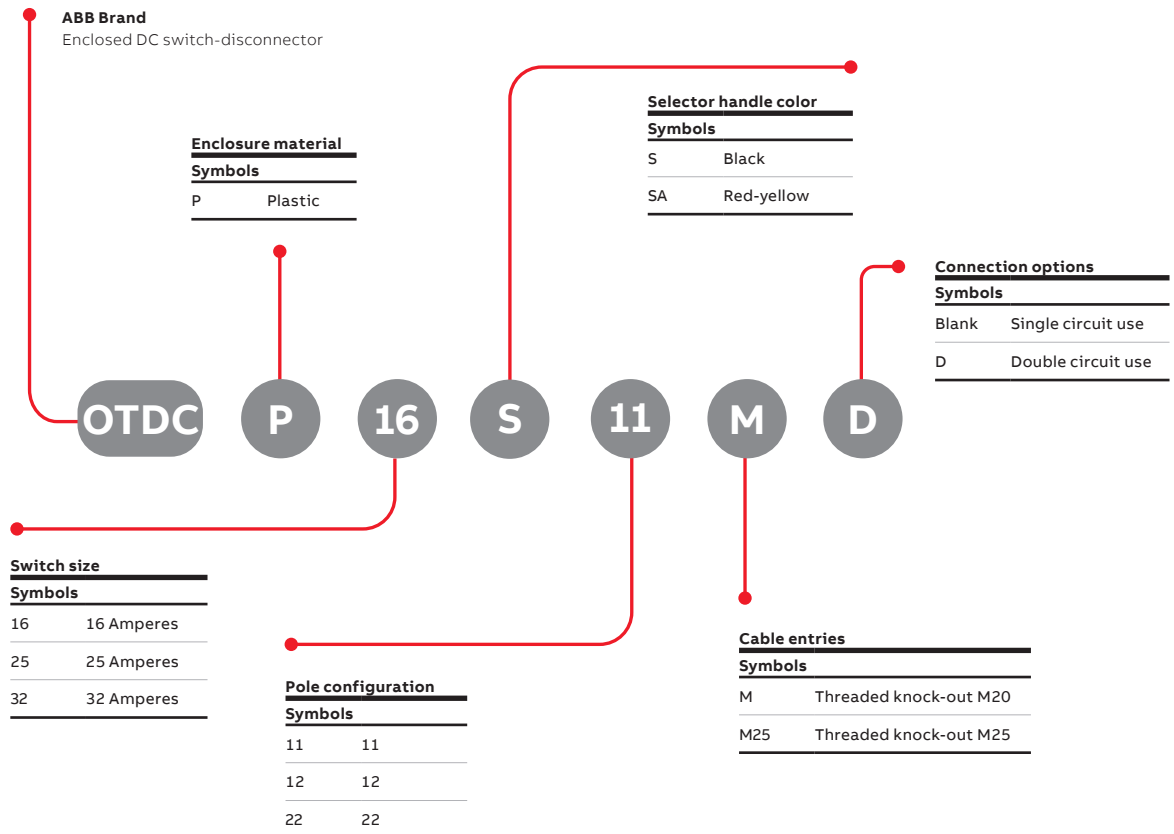 ABB Brand
Enclosed DC switch-disconnector
Selector handle color
Symbols
S Black
SA Red-yellow
Enclosure material
Symbols
P Plastic
Connection options
Symbols
Blank Single circuit use
D Double circuit use
OTDC P 16 S 11 M D
Switch size
Symbols
16 16 Amperes
25 25 Amperes
32 32 Amperes
Pole configuration
Symbols
11 11
12 12
22 22
Cable entries
Symbols
M Threaded knock-out M20
M25 Threaded knock-out M25